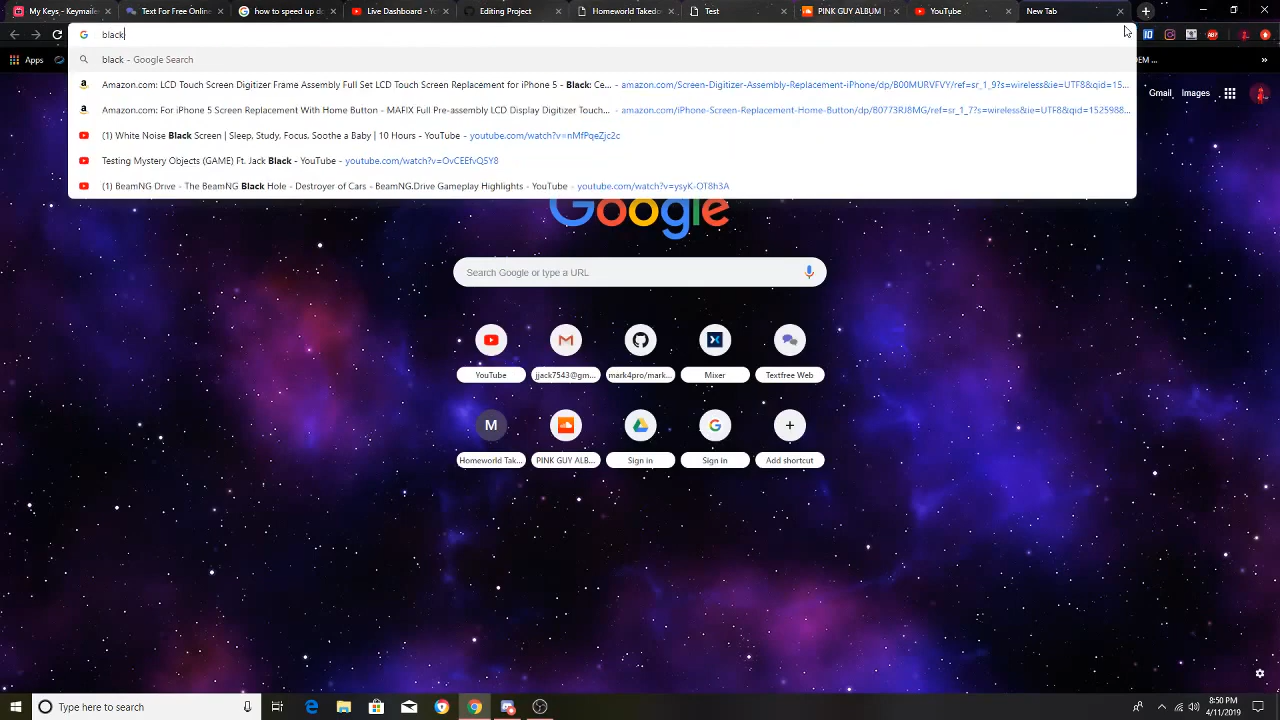 My Keys - Keymaile
Text For Free Online
how to speed up d
Live Dashboard - Y
Editing Project
Homeworld Taked
Test
PINK GUY ALBUM |
YouTube
New Tab
black
Apps
black - Google Search
Amazon.com: LCD Touch Screen Digitizer Frame Assembly Full Set LCD Touch Screen Replacement for iPhone 5 - Black: Ce... - amazon.com/Screen-Digitizer-Assembly-Replacement-iPhone/dp/B00MURVFVY/ref=sr_1_9?s=wireless&ie=UTF8&qid=15...
Amazon.com: For iPhone 5 Screen Replacement With Home Button - MAFIX Full Pre-assembly LCD Display Digitizer Touch... - amazon.com/iPhone-Screen-Replacement-Home-Button/dp/B0773RJ8MG/ref=sr_1_7?s=wireless&ie=UTF8&qid=1525988...
(1) White Noise Black Screen | Sleep, Study, Focus, Soothe a Baby | 10 Hours - YouTube - youtube.com/watch?v=nMfPqeZjc2c
Testing Mystery Objects (GAME) Ft. Jack Black - YouTube - youtube.com/watch?v=OvCEEfvQ5Y8
(1) BeamNG Drive - The BeamNG Black Hole - Destroyer of Cars - BeamNG.Drive Gameplay Highlights - YouTube - youtube.com/watch?v=ysyK-OT8h3A
Gmail Images
Google
Search Google or type a URL
YouTube
jjack7543@gm...
mark4pro/mark...
Mixer
Textfree Web
M
Homeworld Tak...
PINK GUY ALB...
Sign in
Sign in
Add shortcut
Type here to search
8:50 PM
4/11/2019